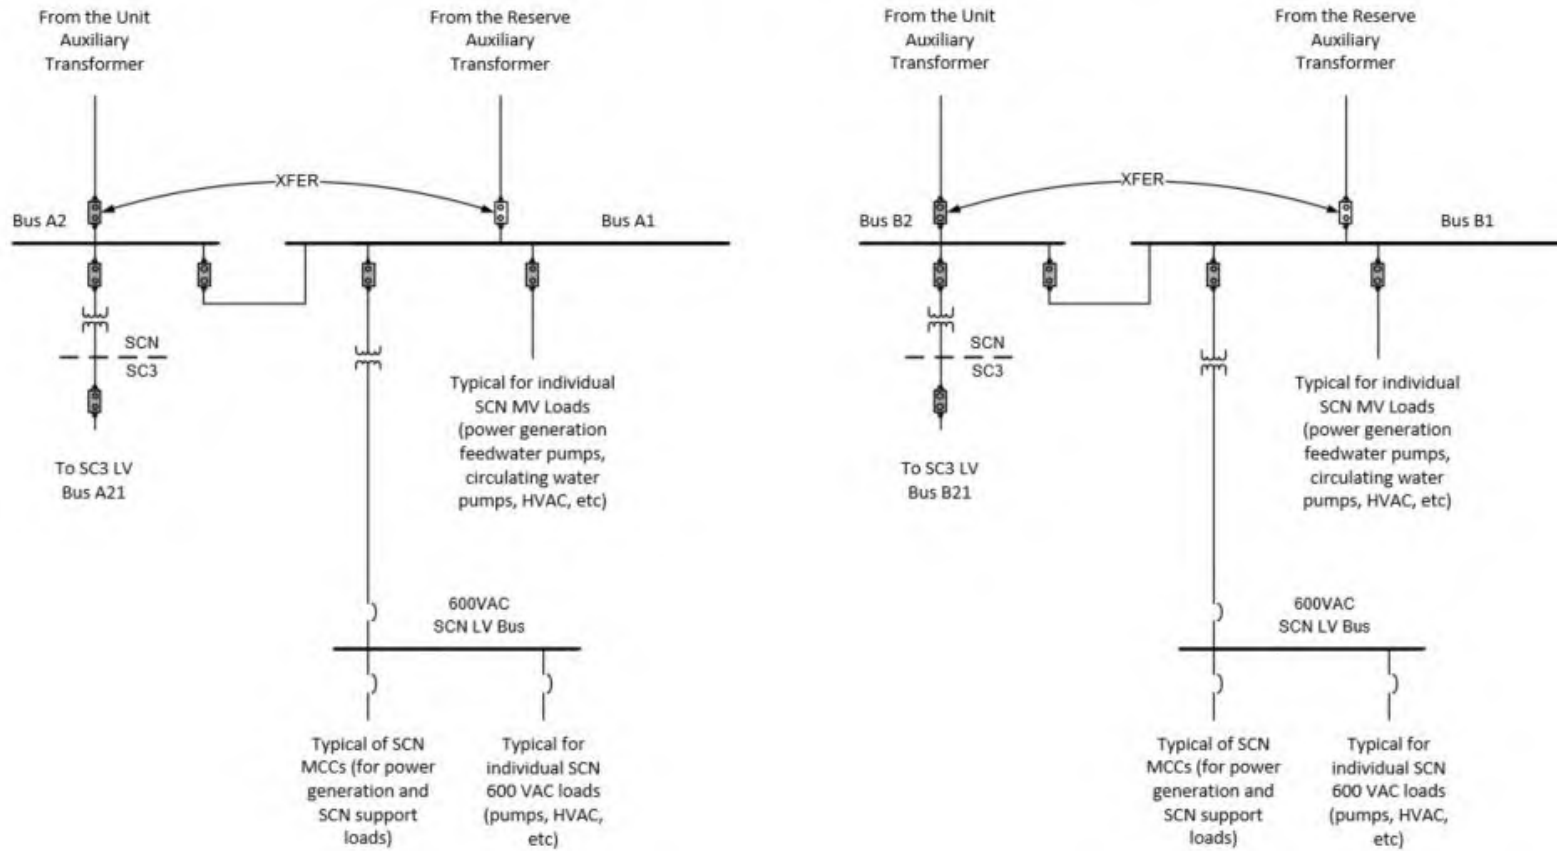 From the Unit
Auxiliary
Transformer
From the Reserve
Auxiliary
Transformer
XFER
Bus A2
Bus A1
SCN
SC3
To SC3 LV
Bus A21
Typical for individual
SCN MV Loads
(power generation
feedwater pumps,
circulating water
pumps, HVAC, etc)
600VAC
SCN LV Bus
Typical of SCN
MCCs (for power
generation and
SCN support
loads)
Typical for
individual SCN
600 VAC loads
(pumps, HVAC,
etc)
From the Unit
Auxiliary
Transformer
From the Reserve
Auxiliary
Transformer
XFER
Bus B2
Bus B1
SCN
SC3
To SC3 LV
Bus B21
Typical for individual
SCN MV Loads
(power generation
feedwater pumps,
circulating water
pumps, HVAC, etc)
600VAC
SCN LV Bus
Typical of SCN
MCCs (for power
generation and
SCN support
loads)
Typical for
individual SCN
600 VAC loads
(pumps, HVAC,
etc)